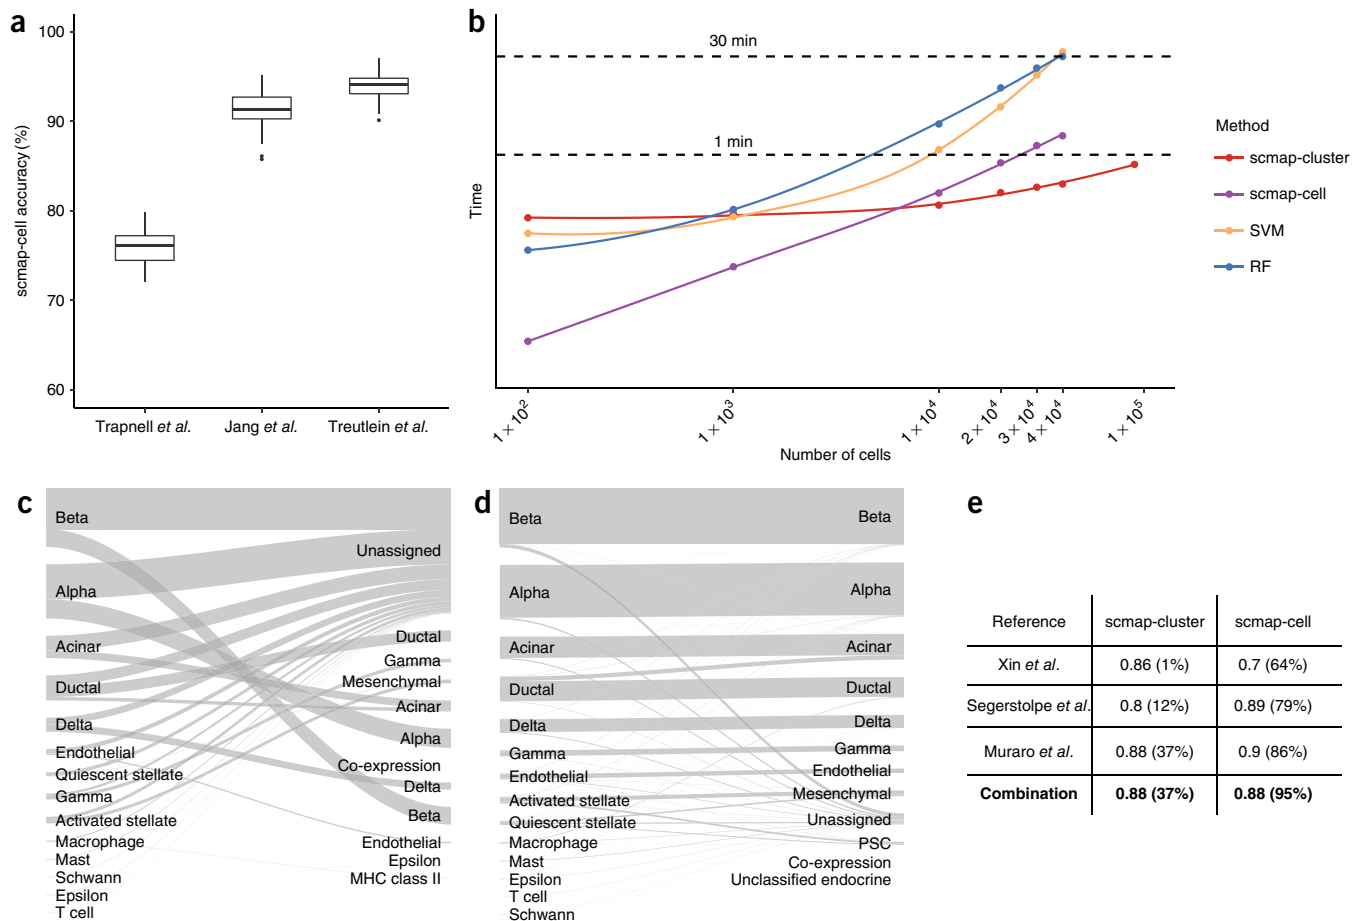 a
scmap-cell accuracy (%)
100
90
80
70
60
Trapnell et al.
Jang et al.
Treutlein et al.
b
Time
30 min
1 min
1 × 10²
1 × 10³
1 × 10⁴
2 × 10⁴
3 × 10⁴
4 × 10⁴
1 × 10⁵
Number of cells
Method
scmap-cluster
scmap-cell
SVM
RF
c
Beta
Alpha
Acinar
Ductal
Delta
Endothelial
Quiescent stellate
Gamma
Activated stellate
Macrophage
Mast
Schwann
Epsilon
T cell
Unassigned
Ductal
Gamma
Mesenchymal
Acinar
Alpha
Co-expression
Delta
Beta
Endothelial
Epsilon
MHC class II
d
Beta
Alpha
Acinar
Ductal
Delta
Gamma
Endothelial
Activated stellate
Quiescent stellate
Macrophage
Mast
Epsilon
T cell
Schwann
Beta
Alpha
Acinar
Ductal
Delta
Gamma
Endothelial
Mesenchymal
Unassigned
PSC
Co-expression
Unclassified endocrine
e
Reference scmap-cluster scmap-cell
Xin et al. 0.86 (1%) 0.7 (64%)
Segerstolpe et al. 0.8 (12%) 0.89 (79%)
Muraro et al. 0.88 (37%) 0.9 (86%)
Combination 0.88 (37%) 0.88 (95%)